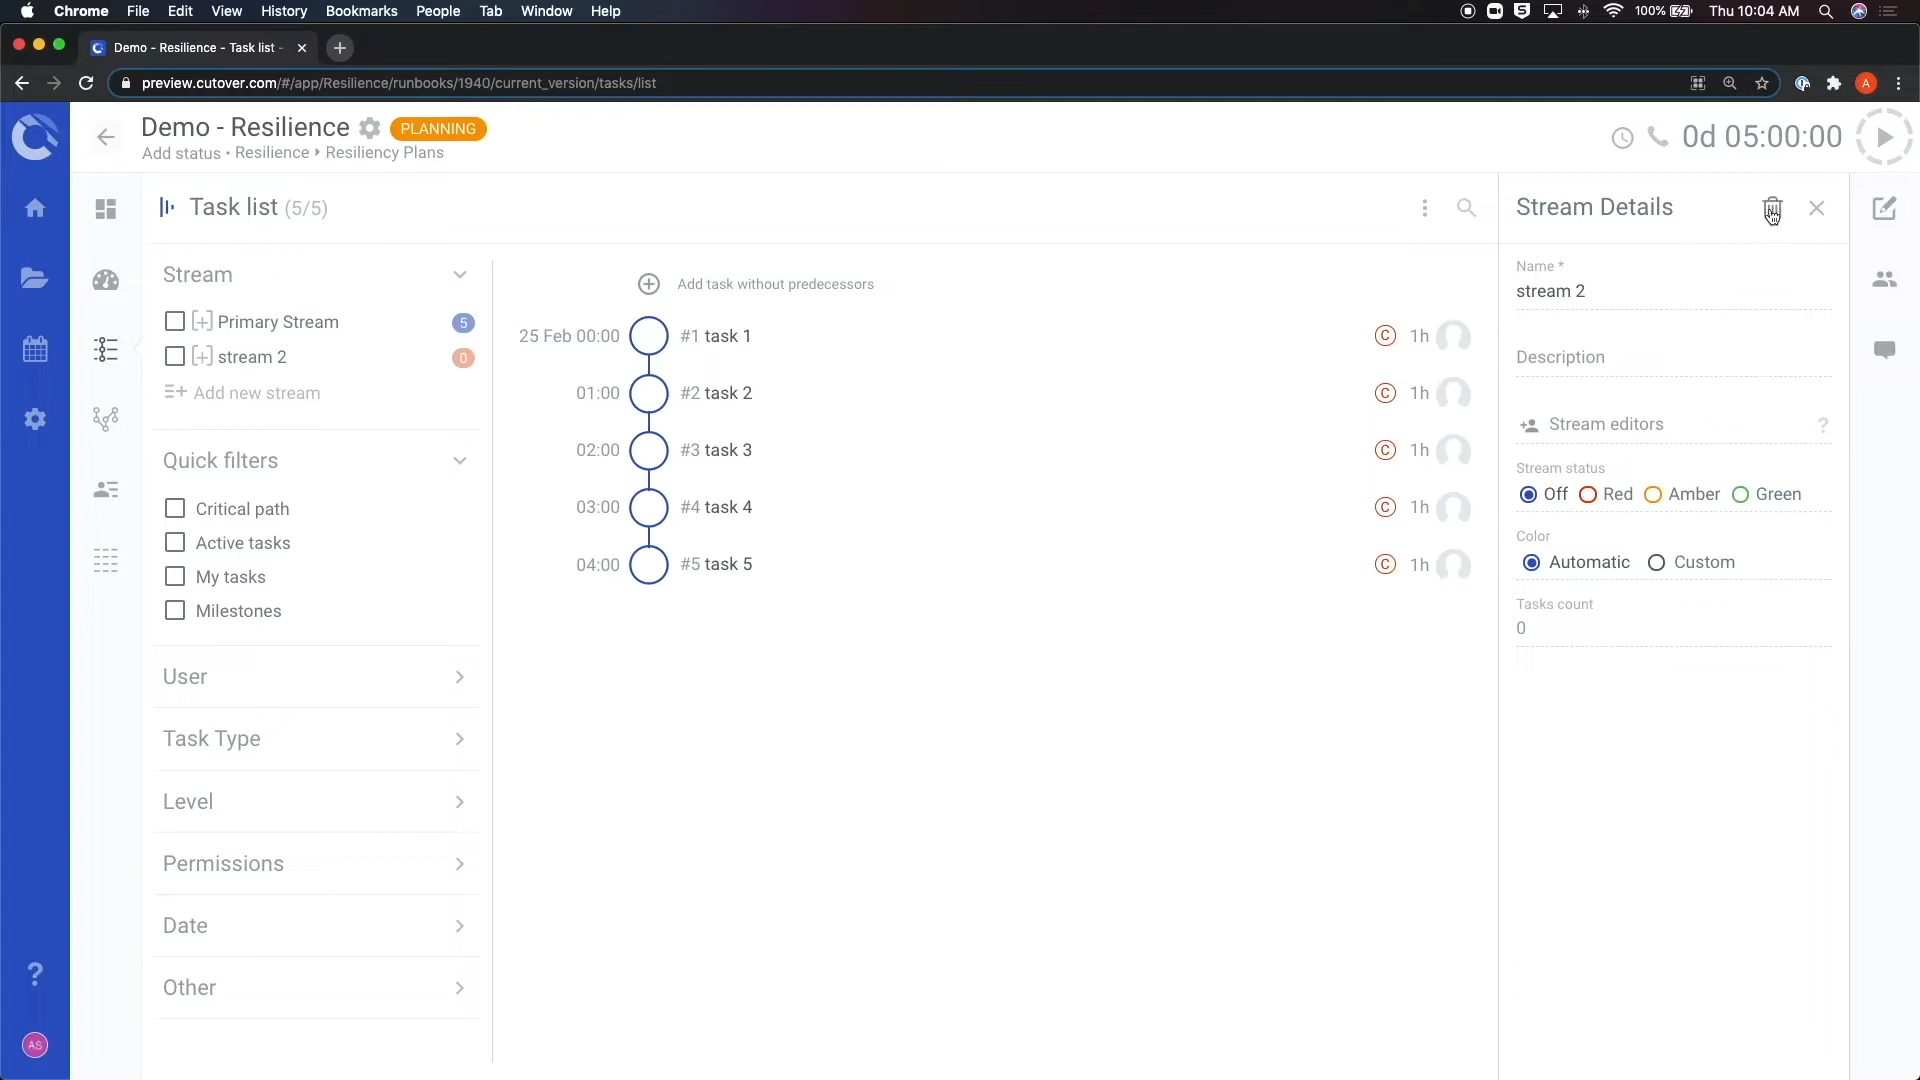 Chrome File Edit View History Bookmarks People Tab Window Help
100% Thu 10:04 AM
Demo - Resilience - Task list -
preview.cutover.com/#/app/Resilience/runbooks/1940/current_version/tasks/list
A
Demo - Resilience PLANNING
Add status • Resilience Resiliency Plans
0d 05:00:00
Task list (5/5)
Stream
[+] Primary Stream 5
[+] stream 2 0
Add new stream
Quick filters
Critical path
Active tasks
My tasks
Milestones
User
Task Type
Level
Permissions
Date
Other
?
AS
Add task without predecessors
25 Feb 00:00 #1 task 1 C 1h
01:00 #2 task 2 C 1h
02:00 #3 task 3 C 1h
03:00 #4 task 4 C 1h
04:00 #5 task 5 C 1h
Stream Details
Name *
stream 2
Description
Stream editors ?
Stream status
Off Red Amber Green
Color
Automatic Custom
Tasks count
0